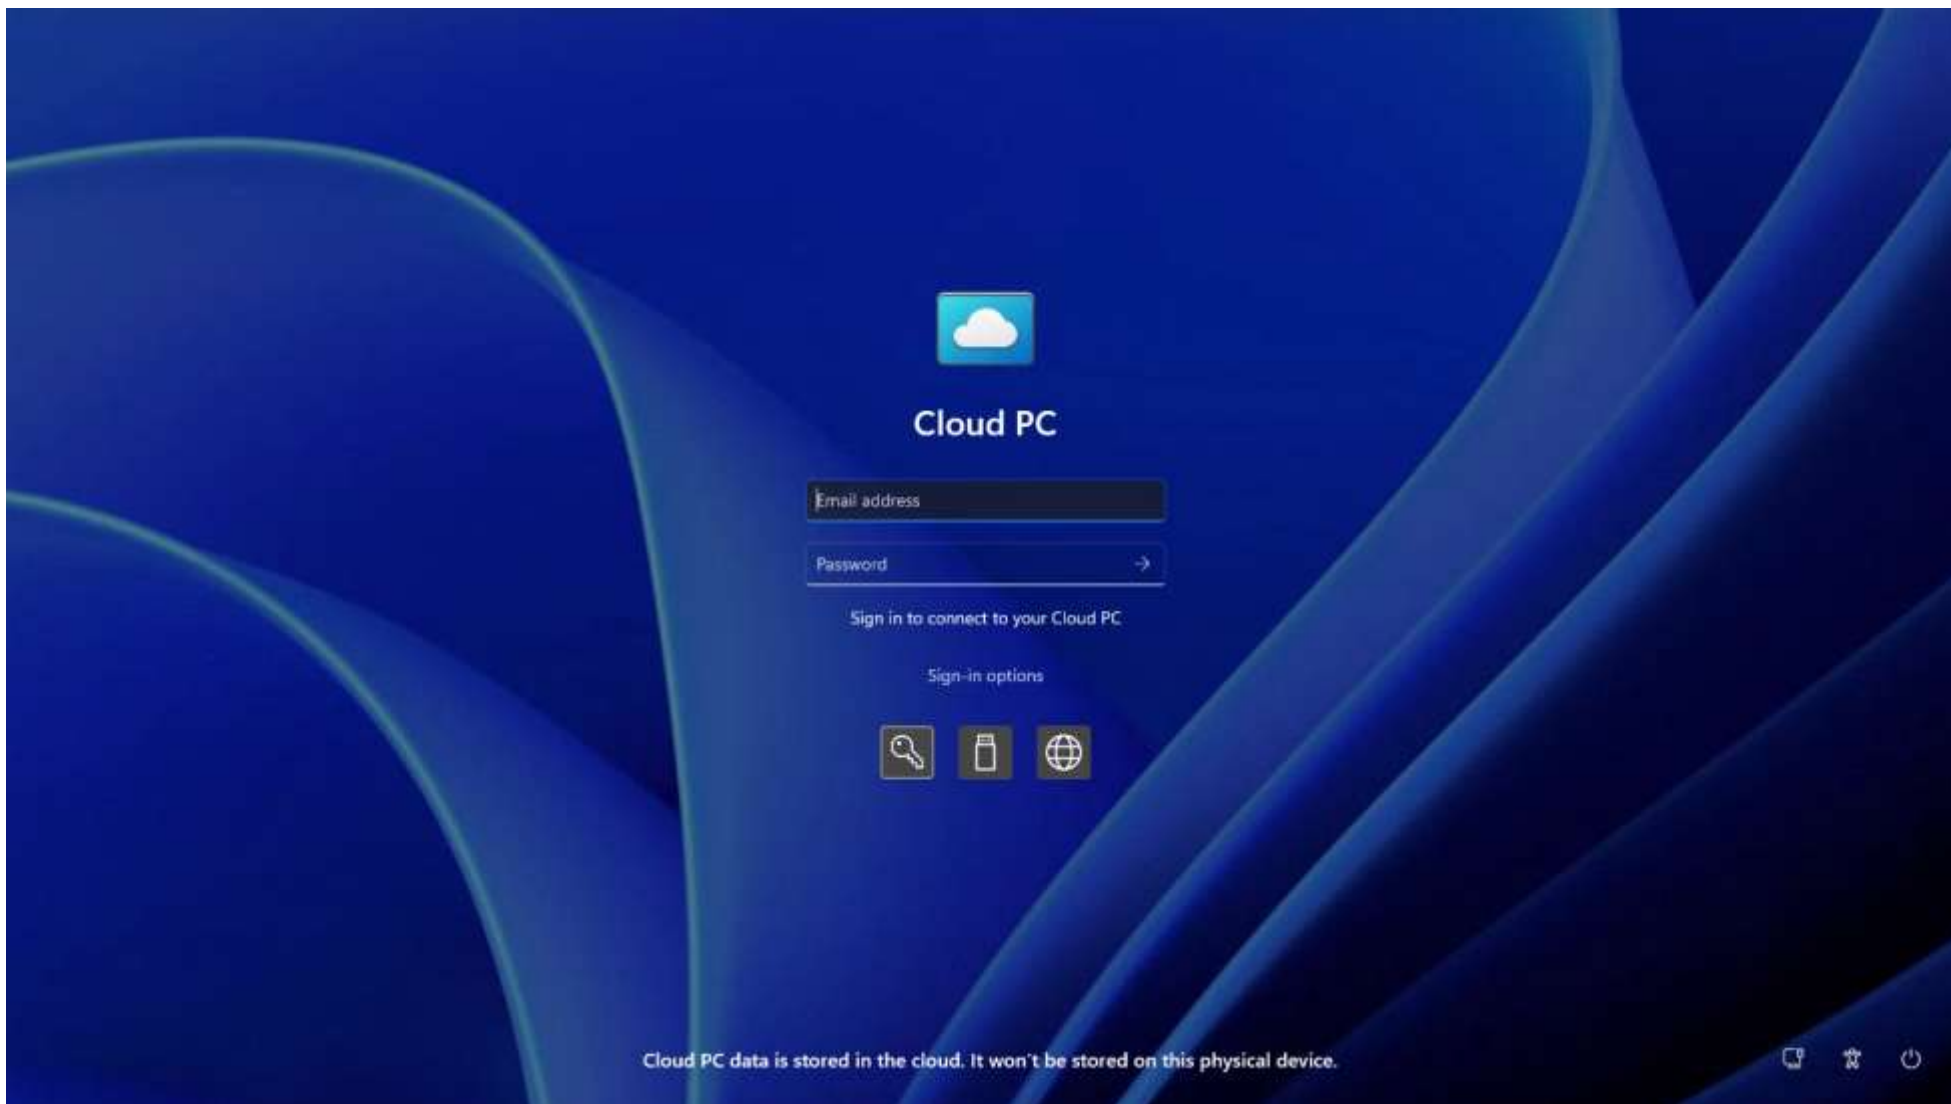 Cloud PC
Email address
Password
Sign in to connect to your Cloud PC
Sign-in options
Cloud PC data is stored in the cloud. It won't be stored on this physical device.